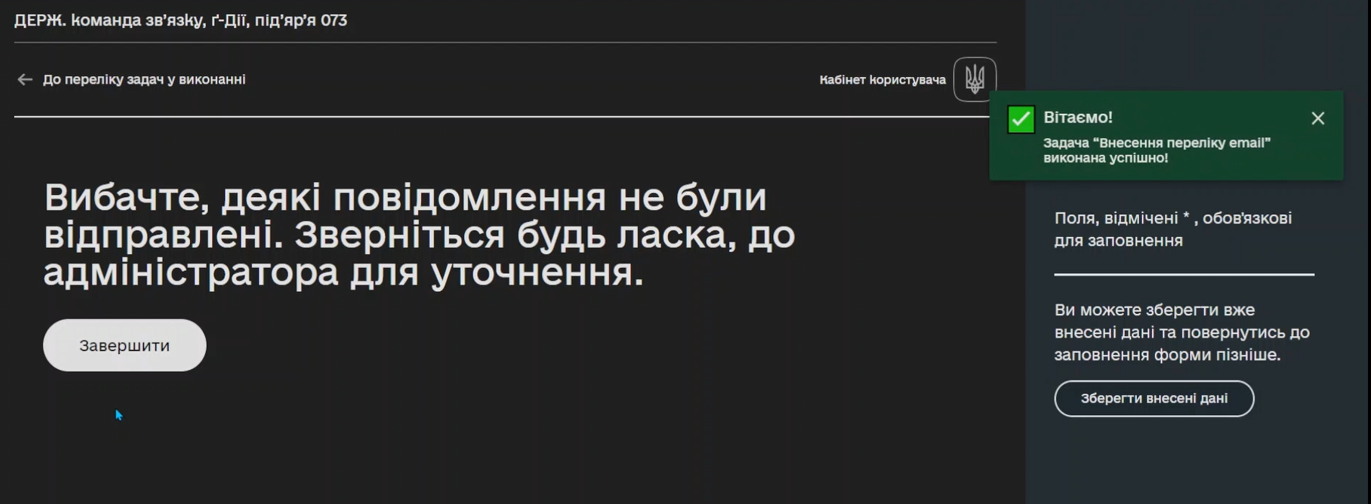 ДЕРЖ. команда зв’язку, ґ-Дії, під’яр’я 073
До переліку задач у виконанні
Кабінет користувача
Вітаємо!
Задача “Внесення переліку email”
виконана успішно!
Вибачте, деякі повідомлення не були
відправлені. Зверніться будь ласка, до
адміністратора для уточнення.
Завершити
Поля, відмічені * , обов'язкові
для заповнення
Ви можете зберегти вже
внесені дані та повернутись до
заповнення форми пізніше.
Зберегти внесені дані